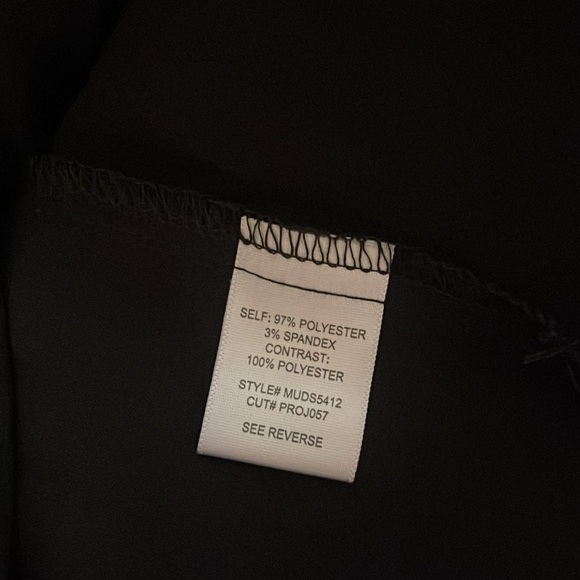 SELF: 97% POLYESTER
3% SPANDEX
CONTRAST:
100% POLYESTER
STYLE# MUDS5412
CUT# PROJ057
SEE REVERSE